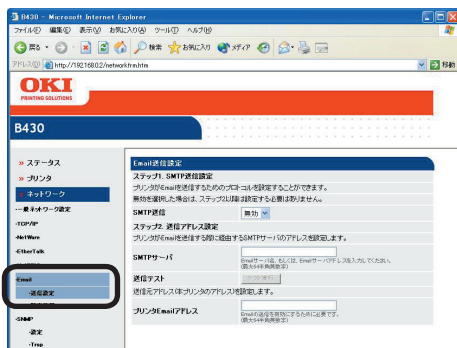 B430 - Microsoft Internet Explorer
ファイル(F) 編集(E) 表示(V) お気に入り(A) ツール(T) ヘルプ(H)
戻る 検索 お気に入り メディア
アドレス(D) http://192.168.0.2/networkfrm.htm 移動
OKI
PRINTING SOLUTIONS
B430
» ステータス
» プリンタ
» ネットワーク
-一般ネットワーク設定
-TCP/IP
-NetWare
-EtherTalk
-Email
-送信設定
-SNMP
-設定
-Trap
Email送信設定
ステップ1. SMTP送信設定
プリンタがEmailを送信するためのプロトコルを設定することができます。
無効を選択した場合は、ステップ2以降は設定する必要はありません。
SMTP送信 無効
ステップ2. 送信アドレス設定
プリンタがEmailを送信する際に経由するSMTPサーバのアドレスを設定します。
SMTPサーバ
Emailサーバ名、もしくは、Emailサーバアドレスを入力してください。
(最大64半角英数字)
送信テスト
送信元アドレス(本プリンタのアドレス)を設定します。
プリンタEmailアドレス
Emailの送信を有効にするために必要です。
(最大64半角英数字)